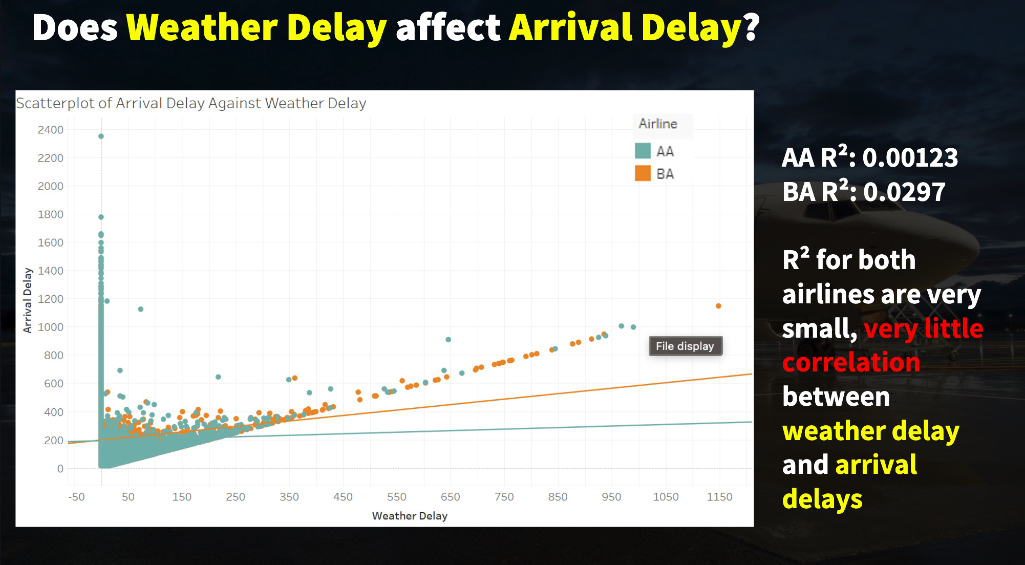 Does Weather Delay affect Arrival Delay?
Scatterplot of Arrival Delay Against Weather Delay
Airline
AA
BA
2400
2200
2000
1800
1600
1400
1200
1000
800
600
400
200
0
Arrival Delay
File display
-50 50 150 250 350 450 550 650 750 850 950 1050 1150
Weather Delay
AA R²: 0.00123
BA R²: 0.0297
R² for both
airlines are very
small, very little
correlation
between
weather delay
and arrival
delays